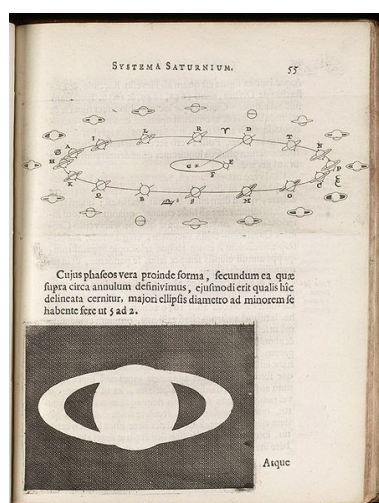 SYSTEMA SATURNIUM. 55
Cujus phaseos vera proinde forma, secundum ea quæ
supra circa annulum definivimus, ejusmodi erit qualis hic
delineata cernitur, majori ellipsis diametro ad minorem se
habente fere ut 5 ad 2.
Atque